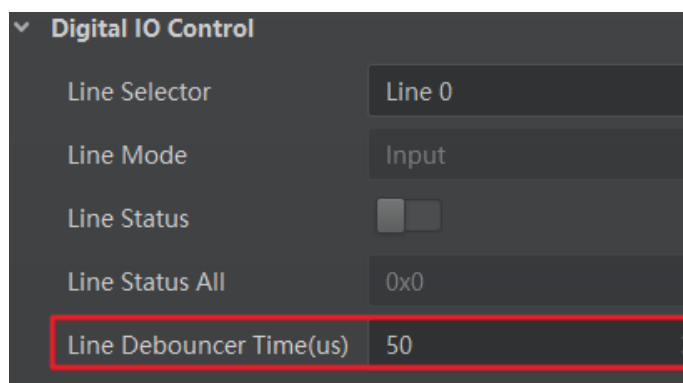 Digital IO Control
Line Selector Line 0
Line Mode Input
Line Status
Line Status All 0x0
Line Debouncer Time(us) 50